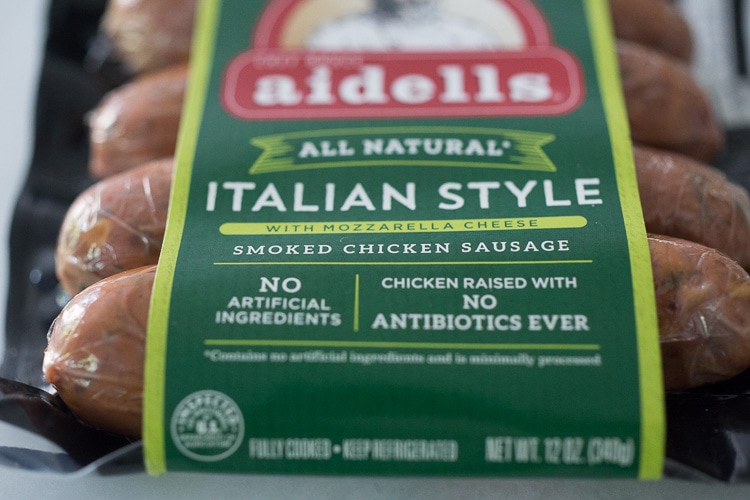 aidells
ALL NATURAL*
ITALIAN STYLE
WITH MOZZARELLA CHEESE
SMOKED CHICKEN SAUSAGE
NO
ARTIFICIAL
INGREDIENTS
CHICKEN RAISED WITH
NO
ANTIBIOTICS EVER
*Contains no artificial ingredients and is minimally processed
INSPECTED
FULLY COOKED • KEEP REFRIGERATED
NET WT. 12 OZ. (340g)